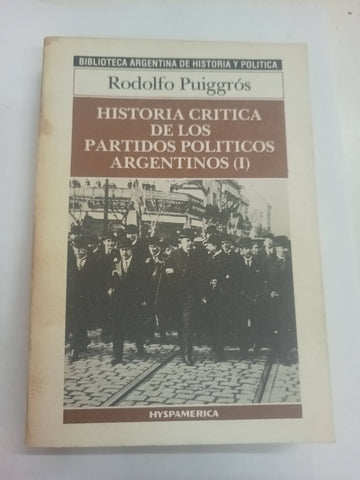 BIBLIOTECA ARGENTINA DE HISTORIA Y POLITICA
Rodolfo Puiggrós
HISTORIA CRITICA
DE LOS
PARTIDOS POLITICOS
ARGENTINOS (I)
HYSPAMERICA